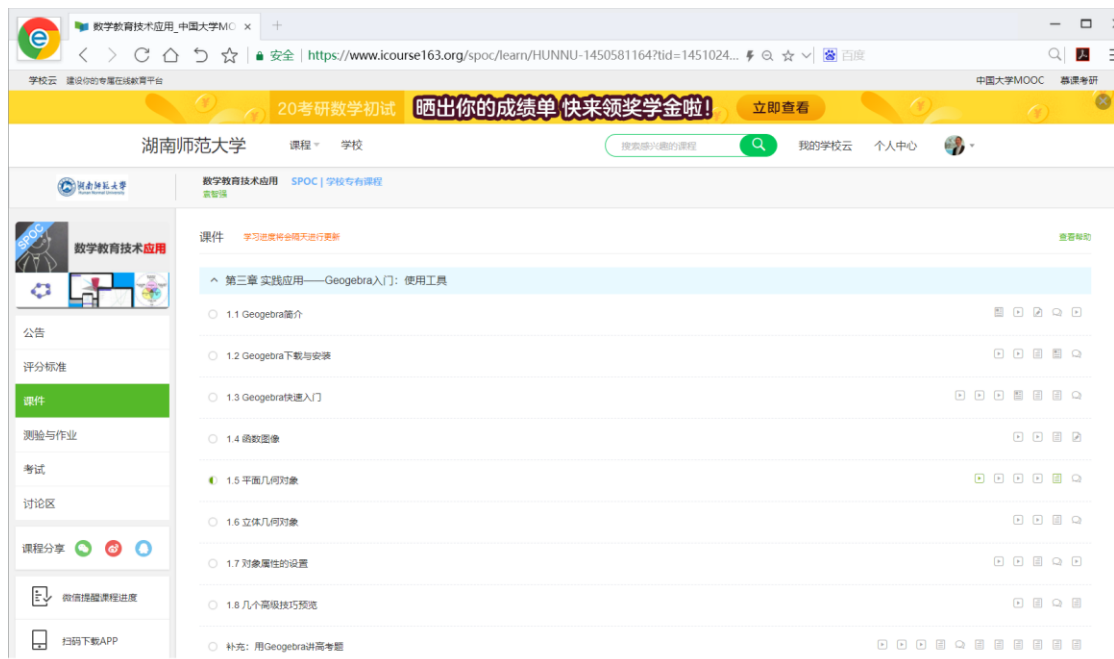 数学教育技术应用_中国大学MO
安全 https://www.icourse163.org/spoc/learn/HUNNU-1450581164?tid=1451024... 百度
学校云 建设你的专属在线教育平台 中国大学MOOC 慕课考研
20考研数学初试 晒出你的成绩单 快来领奖学金啦! 立即查看
湖南师范大学 课程 学校 搜索感兴趣的课程 我的学校云 个人中心
湖南师范大学 数学教育技术应用 SPOC | 学校专有课程
Hunan Normal University 袁智强
SPOC 数学教育技术应用
课件 学习进度将会隔天进行更新 查看帮助
第三章 实践应用——Geogebra入门：使用工具
1.1 Geogebra简介
1.2 Geogebra下载与安装
1.3 Geogebra快速入门
1.4 函数图像
1.5 平面几何对象
1.6 立体几何对象
1.7 对象属性的设置
1.8 几个高级技巧预览
补充：用Geogebra讲高考题
公告
评分标准
课件
测验与作业
考试
讨论区
课程分享
微信提醒课程进度
扫码下载APP